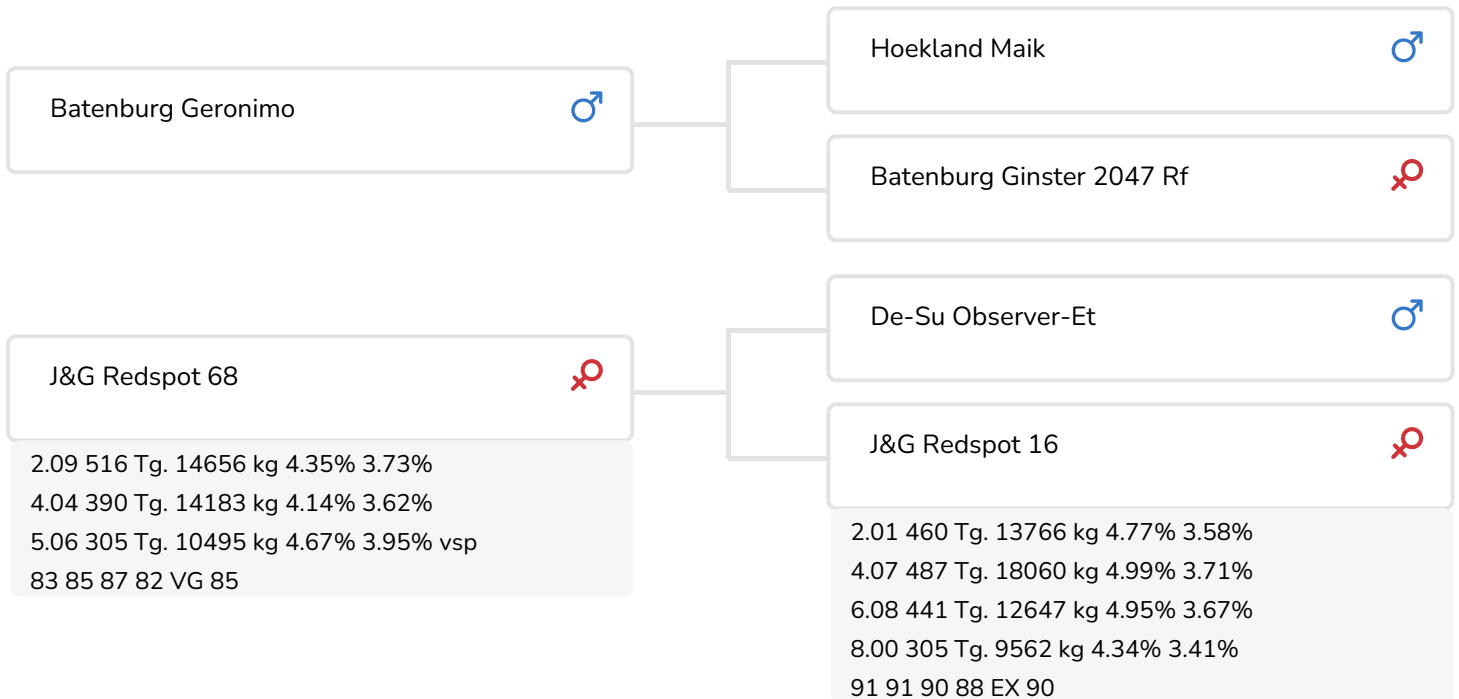 Batenburg Geronimo
Hoekland Maik
Batenburg Ginster 2047 Rf
J&G Redspot 68
2.09 516 Tg. 14656 kg 4.35% 3.73%
4.04 390 Tg. 14183 kg 4.14% 3.62%
5.06 305 Tg. 10495 kg 4.67% 3.95% vsp
83 85 87 82 VG 85
De-Su Observer-Et
J&G Redspot 16
2.01 460 Tg. 13766 kg 4.77% 3.58%
4.07 487 Tg. 18060 kg 4.99% 3.71%
6.08 441 Tg. 12647 kg 4.95% 3.67%
8.00 305 Tg. 9562 kg 4.34% 3.41%
91 91 90 88 EX 90